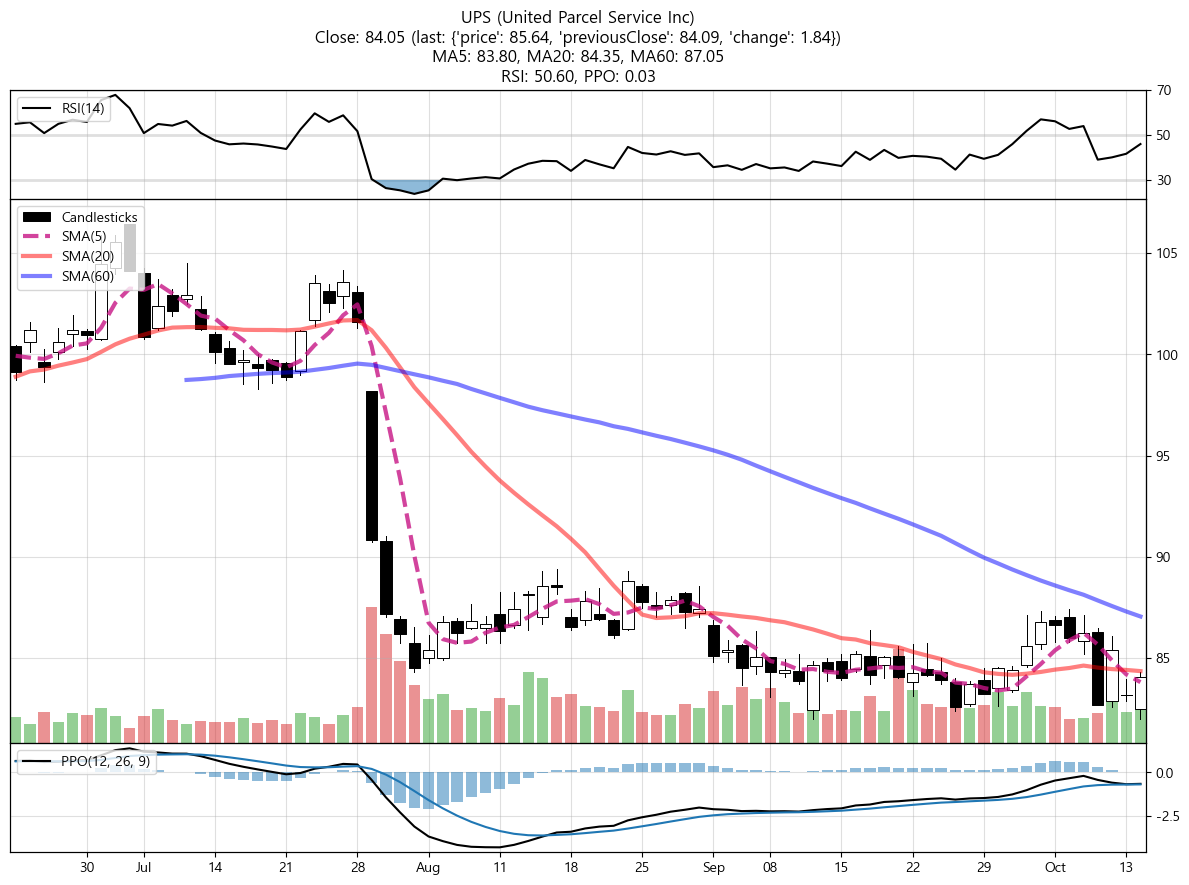 UPS (United Parcel Service Inc)
Close: 84.05 (last: {'price': 85.64, 'previousClose': 84.09, 'change': 1.84})
MA5: 83.80, MA20: 84.35, MA60: 87.05
RSI: 50.60, PPO: 0.03
RSI(14)
70
50
30
Candlesticks
SMA(5)
SMA(20)
SMA(60)
105
100
95
90
85
PPO(12, 26, 9)
0.0
-2.5
30 Jul 14 21 28 Aug 11 18 25 Sep 08 15 22 29 Oct 13